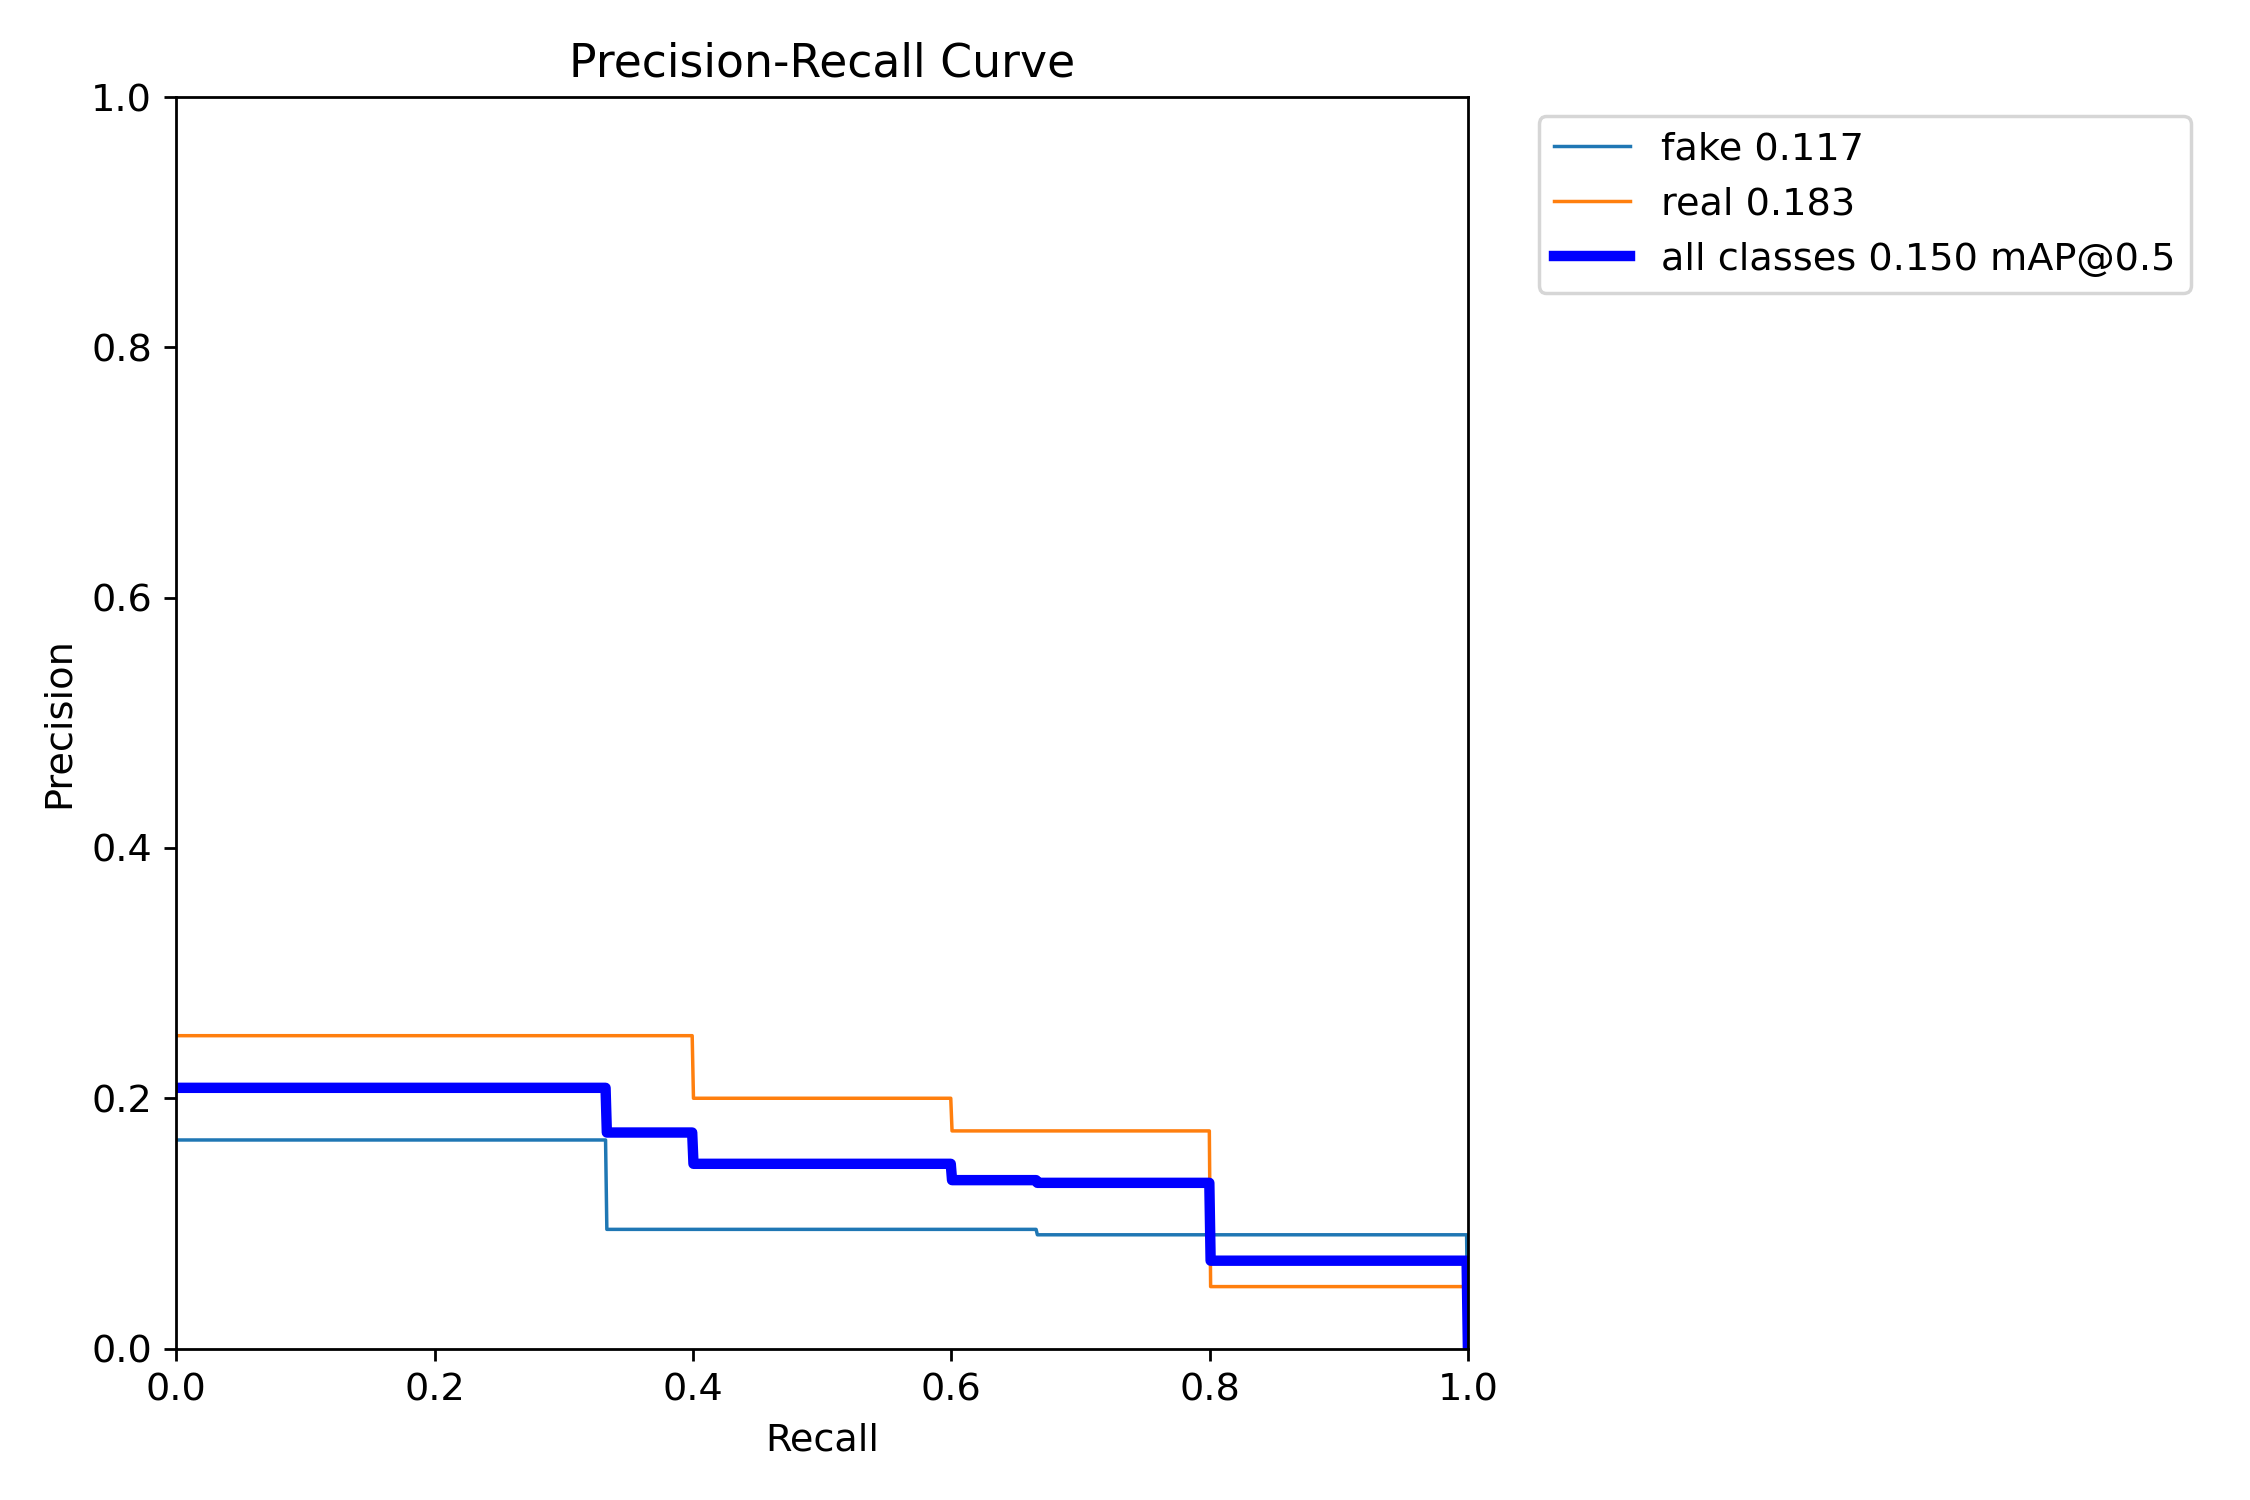 Precision-Recall Curve
1.0
0.8
0.6
0.4
0.2
0.0
Precision
0.0 0.2 0.4 0.6 0.8 1.0
Recall
fake 0.117
real 0.183
all classes 0.150 mAP@0.5